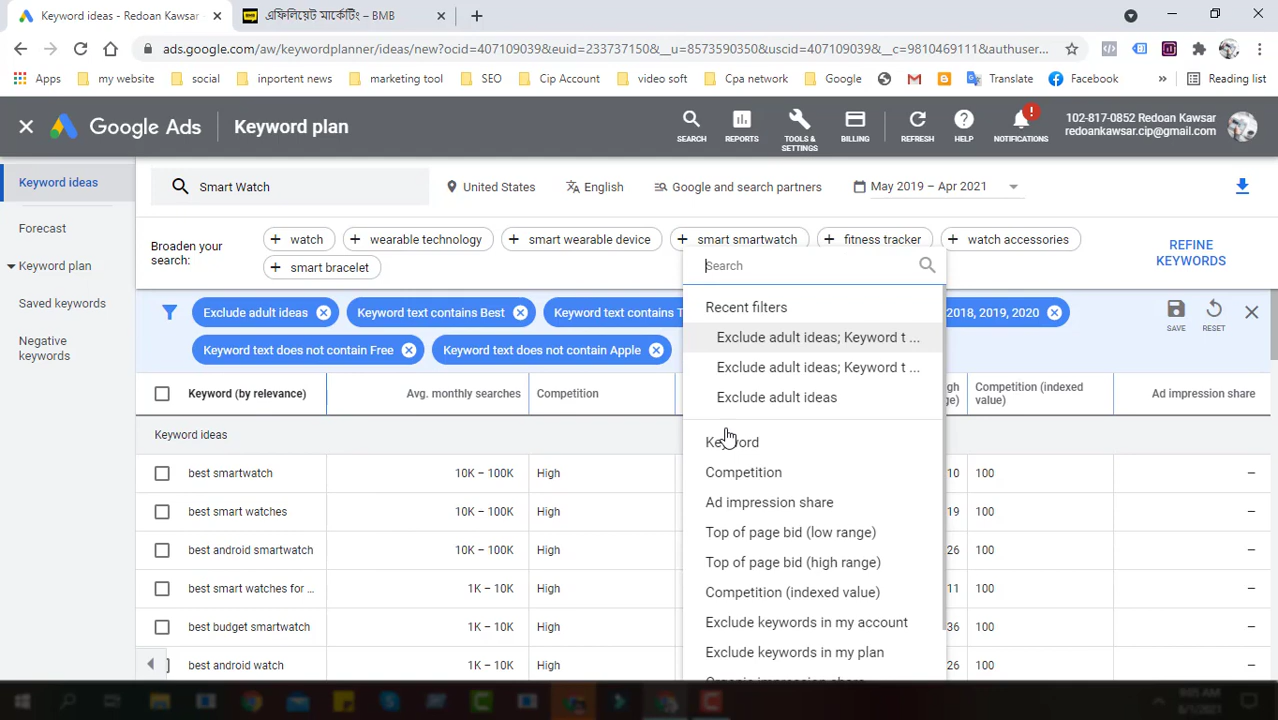 Keyword ideas - Redoan Kawsar -
এফিলিয়েট মার্কেটিং – BMB
ads.google.com/aw/keywordplanner/ideas/new?ocid=407109039&euid=233737150&__u=8573590350&uscid=407109039&__c=9810469111&authuser...
Apps
my website
social
inportent news
marketing tool
SEO
Cip Account
video soft
Cpa network
Google
Translate
Facebook
»
Reading list
Google Ads
Keyword plan
SEARCH
REPORTS
TOOLS & SETTINGS
BILLING
REFRESH
HELP
NOTIFICATIONS
102-817-0852 Redoan Kawsar
redoankawsar.cip@gmail.com
Keyword ideas
Forecast
Keyword plan
Saved keywords
Negative keywords
Smart Watch
United States
English
Google and search partners
May 2019 – Apr 2021
Broaden your search:
watch
wearable technology
smart wearable device
smart smartwatch
fitness tracker
watch accessories
smart bracelet
REFINE KEYWORDS
Exclude adult ideas
Keyword text contains Best
Keyword text contains T
2018, 2019, 2020
Keyword text does not contain Free
Keyword text does not contain Apple
SAVE
RESET
Search
Recent filters
Exclude adult ideas; Keyword t ...
Exclude adult ideas; Keyword t ...
Exclude adult ideas
Keyword
Competition
Ad impression share
Top of page bid (low range)
Top of page bid (high range)
Competition (indexed value)
Exclude keywords in my account
Exclude keywords in my plan
Organic impression share
Keyword (by relevance)
Avg. monthly searches
Competition
Competition (indexed value)
Ad impression share
Keyword ideas
best smartwatch 10K – 100K High 10 100 –
best smart watches 10K – 100K High 19 100 –
best android smartwatch 10K – 100K High 26 100 –
best smart watches for ... 1K – 10K High 11 100 –
best budget smartwatch 1K – 10K High 36 100 –
best android watch 1K – 10K High 26 100 –